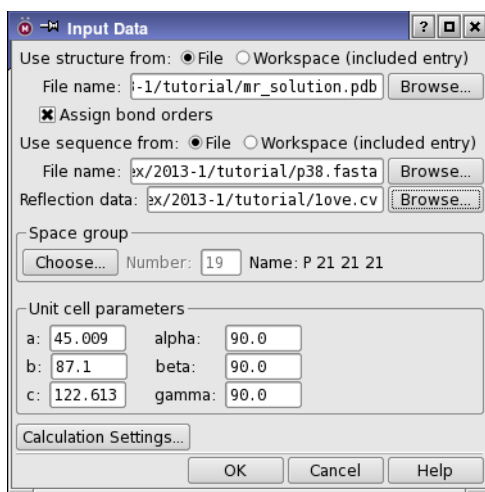 Input Data
Use structure from: File Workspace (included entry)
File name: 3-1/tutorial/mr_solution.pdb Browse...
Assign bond orders
Use sequence from: File Workspace (included entry)
File name: ex/2013-1/tutorial/p38.fasta Browse...
Reflection data: ex/2013-1/tutorial/1ove.cv Browse...
Space group
Choose... Number: 19 Name: P 21 21 21
Unit cell parameters
a: 45.009 alpha: 90.0
b: 87.1 beta: 90.0
c: 122.613 gamma: 90.0
Calculation Settings...
OK Cancel Help